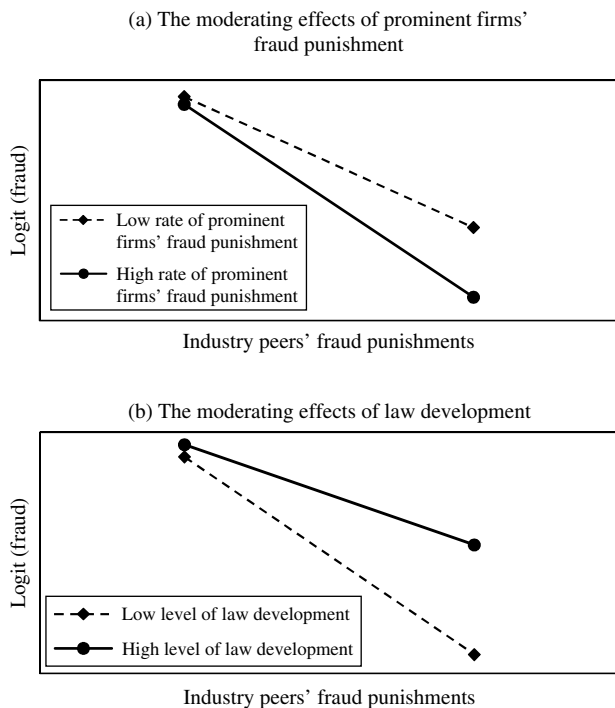 (a) The moderating effects of prominent firms’
fraud punishment
Logit (fraud)
Low rate of prominent
firms’ fraud punishment
High rate of prominent
firms’ fraud punishment
Industry peers’ fraud punishments
(b) The moderating effects of law development
Logit (fraud)
Low level of law development
High level of law development
Industry peers’ fraud punishments